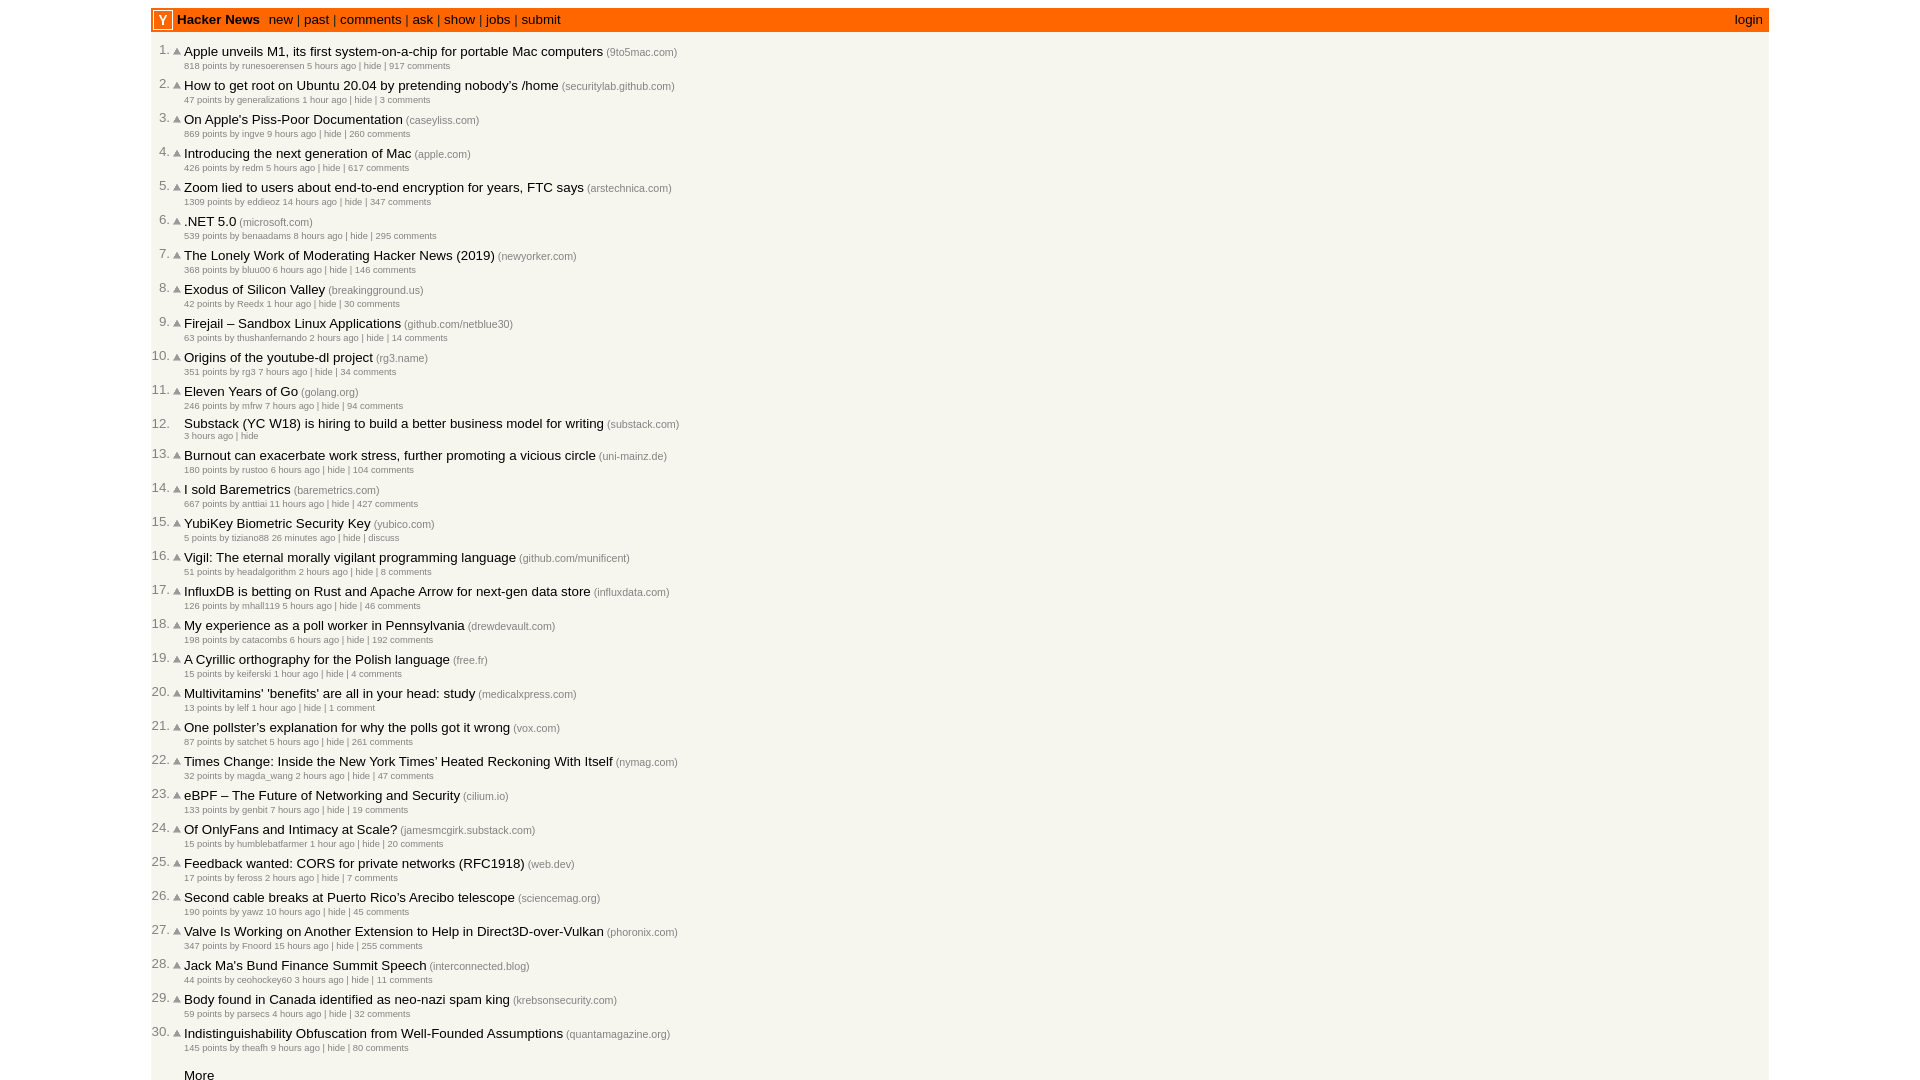 Y Hacker News new | past | comments | ask | show | jobs | submit login
1. Apple unveils M1, its first system-on-a-chip for portable Mac computers (9to5mac.com)
818 points by runesoerensen 5 hours ago | hide | 917 comments
2. How to get root on Ubuntu 20.04 by pretending nobody’s /home (securitylab.github.com)
47 points by generalizations 1 hour ago | hide | 3 comments
3. On Apple's Piss-Poor Documentation (caseyliss.com)
869 points by ingve 9 hours ago | hide | 260 comments
4. Introducing the next generation of Mac (apple.com)
426 points by redm 5 hours ago | hide | 617 comments
5. Zoom lied to users about end-to-end encryption for years, FTC says (arstechnica.com)
1309 points by eddieoz 14 hours ago | hide | 347 comments
6. .NET 5.0 (microsoft.com)
539 points by benaadams 8 hours ago | hide | 295 comments
7. The Lonely Work of Moderating Hacker News (2019) (newyorker.com)
368 points by bluu00 6 hours ago | hide | 146 comments
8. Exodus of Silicon Valley (breakingground.us)
42 points by Reedx 1 hour ago | hide | 30 comments
9. Firejail – Sandbox Linux Applications (github.com/netblue30)
63 points by thushanfernando 2 hours ago | hide | 14 comments
10. Origins of the youtube-dl project (rg3.name)
351 points by rg3 7 hours ago | hide | 34 comments
11. Eleven Years of Go (golang.org)
246 points by mfrw 7 hours ago | hide | 94 comments
12. Substack (YC W18) is hiring to build a better business model for writing (substack.com)
3 hours ago | hide
13. Burnout can exacerbate work stress, further promoting a vicious circle (uni-mainz.de)
180 points by rustoo 6 hours ago | hide | 104 comments
14. I sold Baremetrics (baremetrics.com)
667 points by anttiai 11 hours ago | hide | 427 comments
15. YubiKey Biometric Security Key (yubico.com)
5 points by tiziano88 26 minutes ago | hide | discuss
16. Vigil: The eternal morally vigilant programming language (github.com/munificent)
51 points by headalgorithm 2 hours ago | hide | 8 comments
17. InfluxDB is betting on Rust and Apache Arrow for next-gen data store (influxdata.com)
126 points by mhall119 5 hours ago | hide | 46 comments
18. My experience as a poll worker in Pennsylvania (drewdevault.com)
198 points by catacombs 6 hours ago | hide | 192 comments
19. A Cyrillic orthography for the Polish language (free.fr)
15 points by keiferski 1 hour ago | hide | 4 comments
20. Multivitamins' 'benefits' are all in your head: study (medicalxpress.com)
13 points by lelf 1 hour ago | hide | 1 comment
21. One pollster’s explanation for why the polls got it wrong (vox.com)
87 points by satchet 5 hours ago | hide | 261 comments
22. Times Change: Inside the New York Times’ Heated Reckoning With Itself (nymag.com)
32 points by magda_wang 2 hours ago | hide | 47 comments
23. eBPF – The Future of Networking and Security (cilium.io)
133 points by genbit 7 hours ago | hide | 19 comments
24. Of OnlyFans and Intimacy at Scale? (jamesmcgirk.substack.com)
15 points by humblebatfarmer 1 hour ago | hide | 20 comments
25. Feedback wanted: CORS for private networks (RFC1918) (web.dev)
17 points by feross 2 hours ago | hide | 7 comments
26. Second cable breaks at Puerto Rico’s Arecibo telescope (sciencemag.org)
190 points by yawz 10 hours ago | hide | 45 comments
27. Valve Is Working on Another Extension to Help in Direct3D-over-Vulkan (phoronix.com)
347 points by Fnoord 15 hours ago | hide | 255 comments
28. Jack Ma's Bund Finance Summit Speech (interconnected.blog)
44 points by ceohockey60 3 hours ago | hide | 11 comments
29. Body found in Canada identified as neo-nazi spam king (krebsonsecurity.com)
59 points by parsecs 4 hours ago | hide | 32 comments
30. Indistinguishability Obfuscation from Well-Founded Assumptions (quantamagazine.org)
145 points by theafh 9 hours ago | hide | 80 comments
More